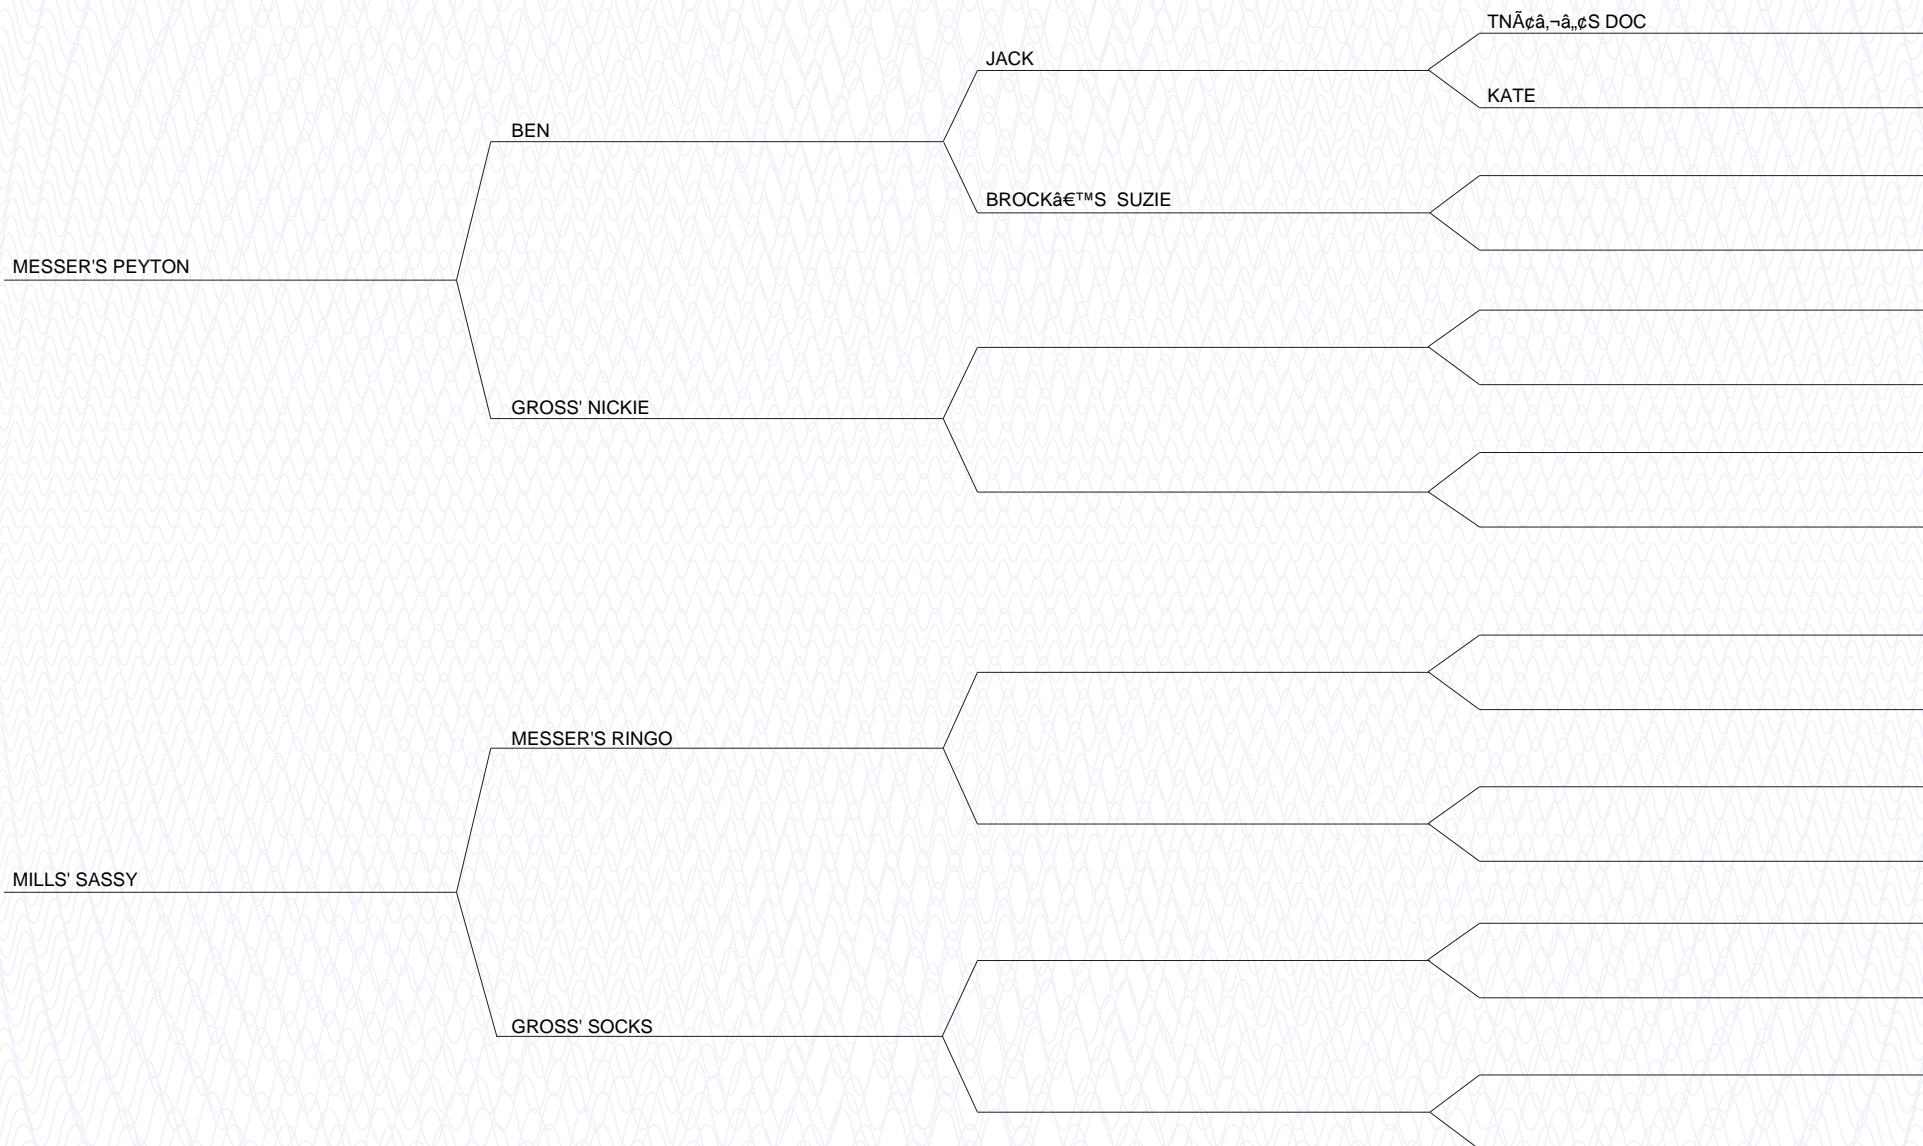 TNÃ¢â‚¬â„¢S DOC
JACK
KATE
BEN
BROCKâ€™S  SUZIE
MESSER'S PEYTON
GROSS' NICKIE
MESSER'S RINGO
MILLS' SASSY
GROSS' SOCKS